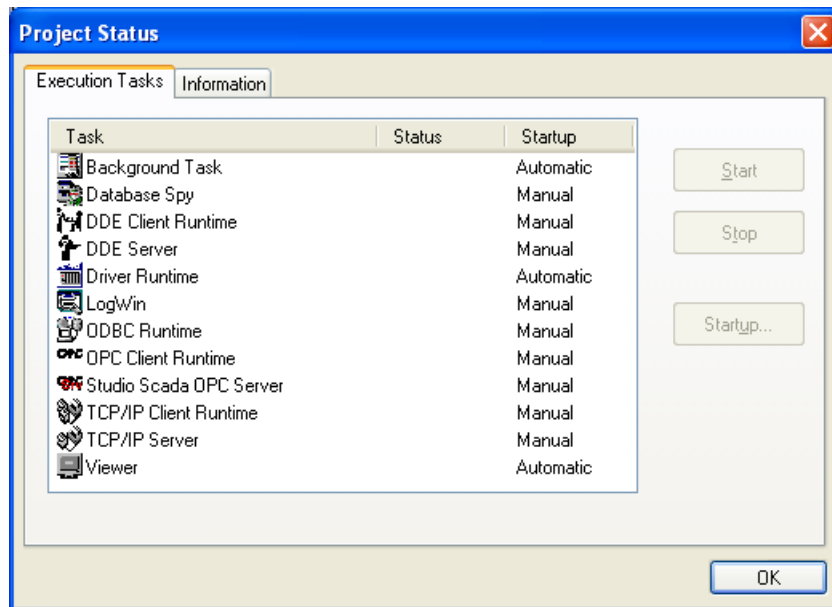 Project Status
Execution Tasks Information
Task Status Startup
Background Task Automatic
Database Spy Manual
DDE Client Runtime Manual
DDE Server Manual
Driver Runtime Automatic
LogWin Manual
ODBC Runtime Manual
OPC OPC Client Runtime Manual
Studio Scada OPC Server Manual
TCP/IP Client Runtime Manual
TCP/IP Server Manual
Viewer Automatic
Start
Stop
Startup...
OK